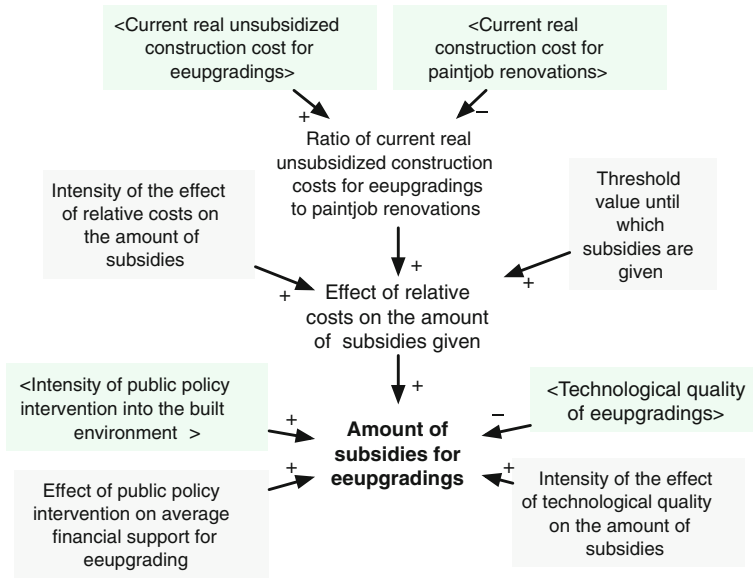 <Current real unsubsidized
construction cost for
eeupgradings>
<Current real
construction cost for
paintjob renovations>
+
–
Ratio of current real
unsubsidized construction
costs for eeupgradings
to paintjob renovations
Intensity of the effect
of relative costs on
the amount of
subsidies
Threshold
value until
which
subsidies are
given
+
+
+
Effect of relative
costs on the amount
of subsidies given
+
<Intensity of public policy
intervention into the built
environment >
<Technological quality
of eeupgradings>
+
–
Amount of
subsidies for
eeupgradings
+
+
Effect of public policy
intervention on average
financial support for
eeupgrading
Intensity of the effect
of technological quality
on the amount of
subsidies